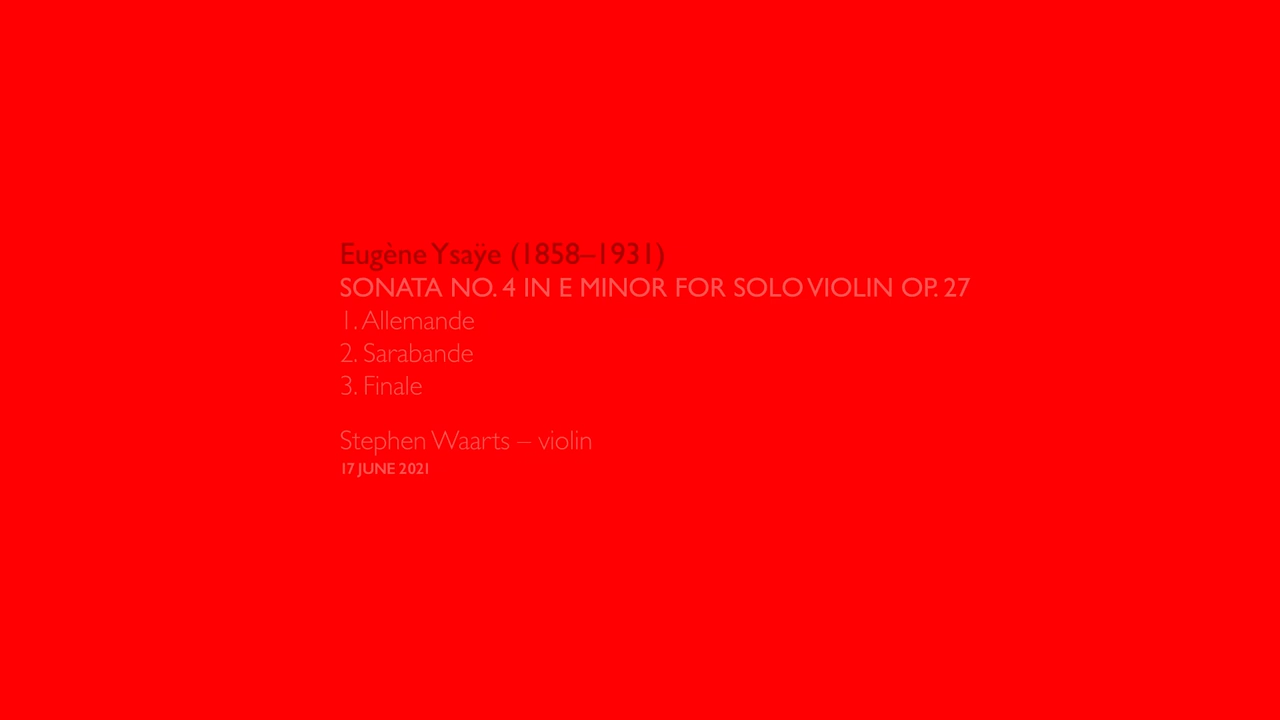 Eugène Ysaÿe (1858–1931)
SONATA NO. 4 IN E MINOR FOR SOLO VIOLIN OP. 27
1. Allemande
2. Sarabande
3. Finale
Stephen Waarts – violin
17 JUNE 2021